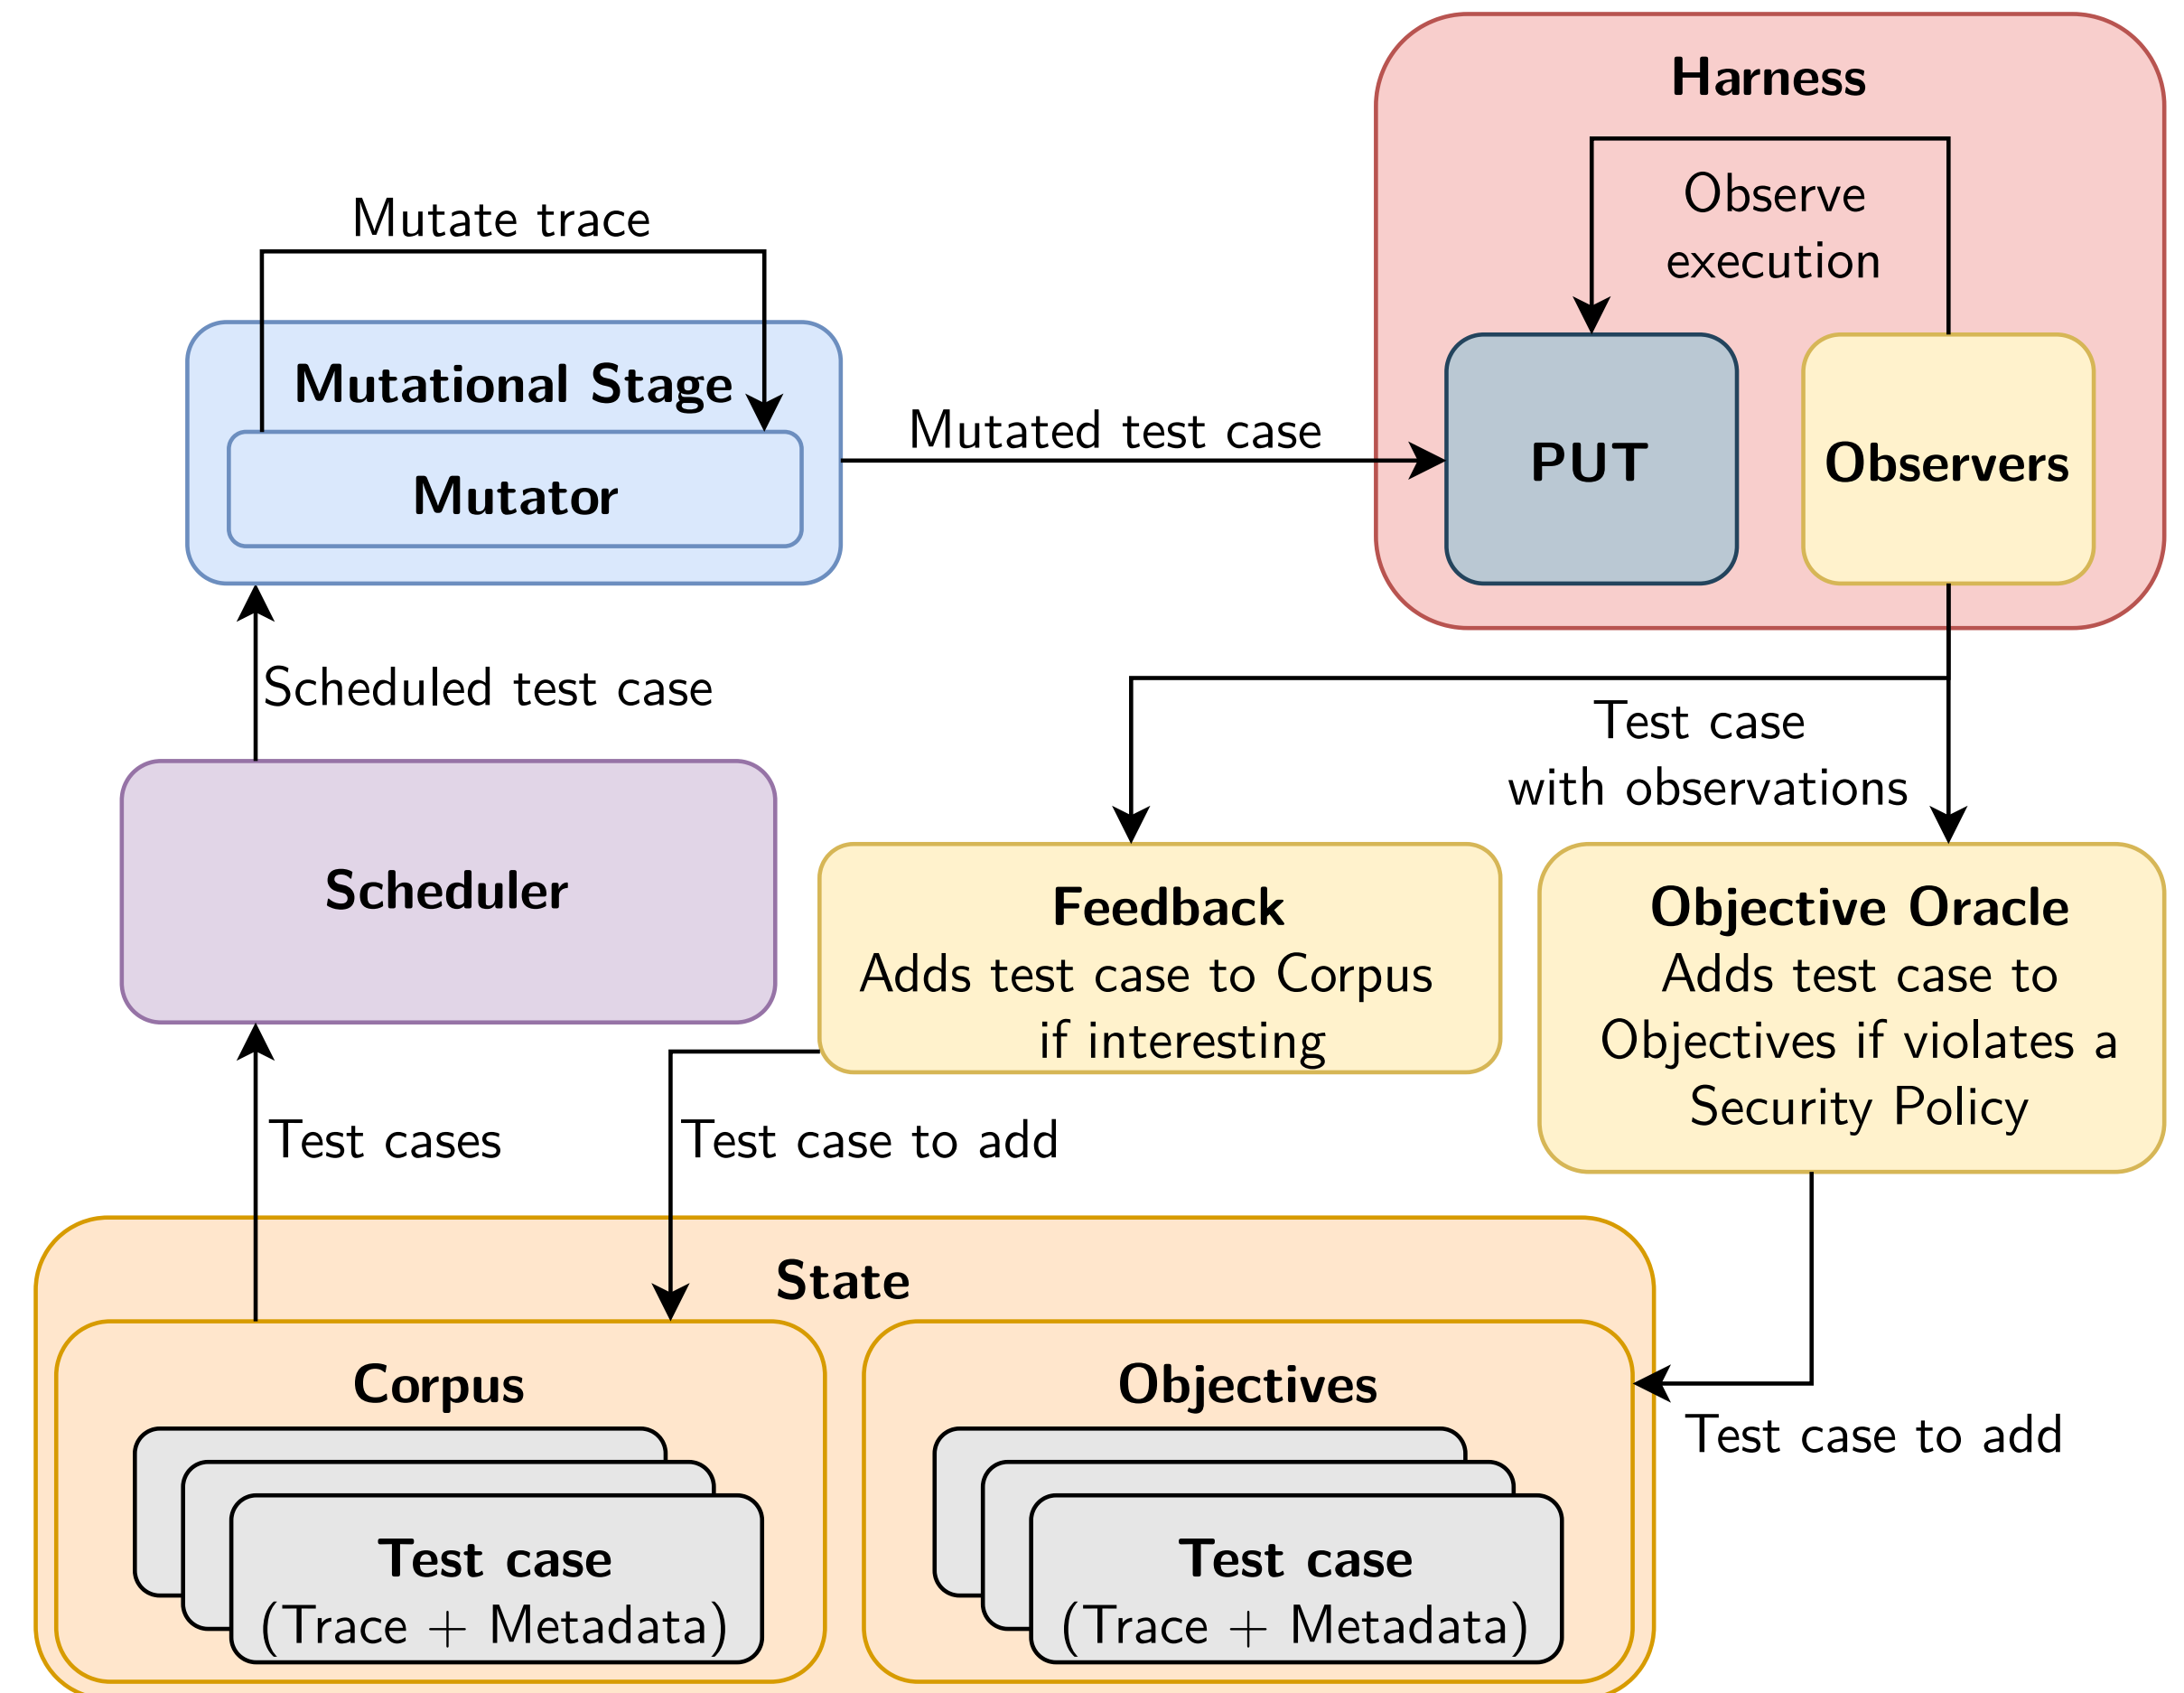 Harness
Observe
execution
Mutate trace
Mutational Stage
Mutator
Mutated test case
PUT
Observers
Scheduled test case
Test case
with observations
Scheduler
Feedback
Adds test case to Corpus
if interesting
Objective Oracle
Adds test case to
Objectives if violates a
Security Policy
Test cases
Test case to add
State
Corpus
Objectives
Test case to add
Test case
(Trace + Metadata)
Test case
(Trace + Metadata)